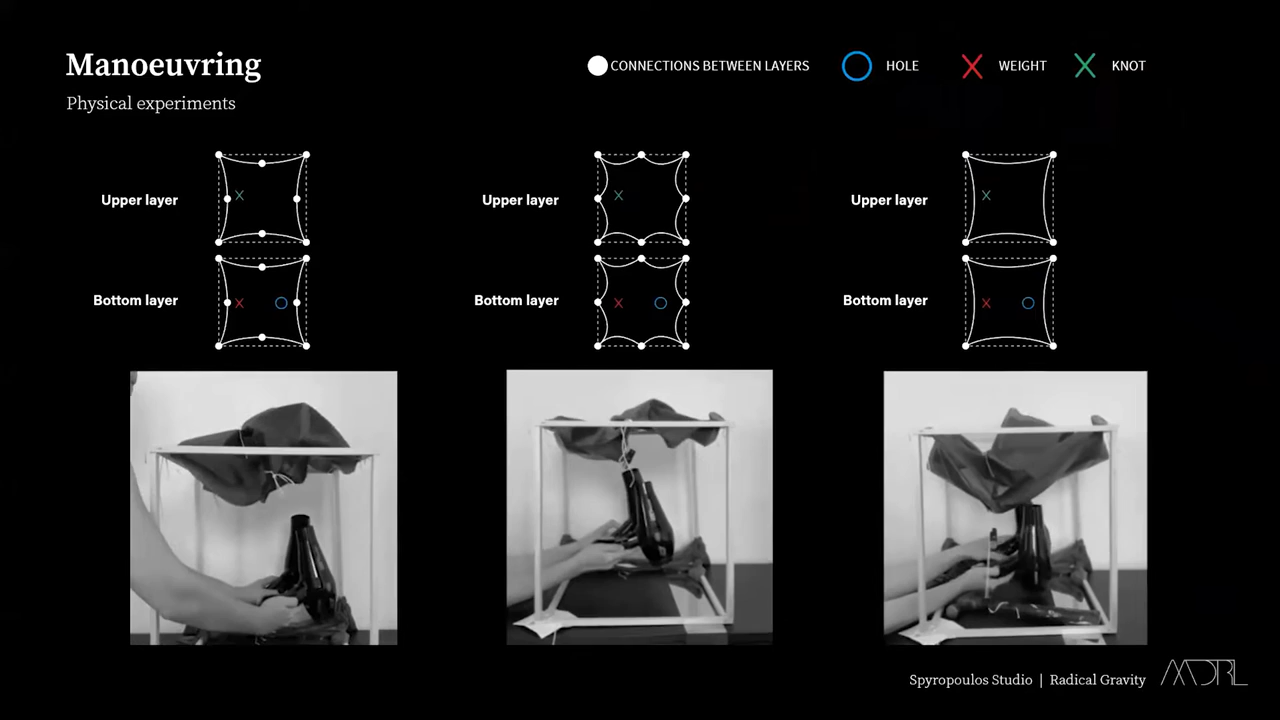 Manoeuvring
Physical experiments
CONNECTIONS BETWEEN LAYERS
HOLE
WEIGHT
KNOT
Upper layer
Upper layer
Upper layer
Bottom layer
Bottom layer
Bottom layer
Spyropoulos Studio | Radical Gravity